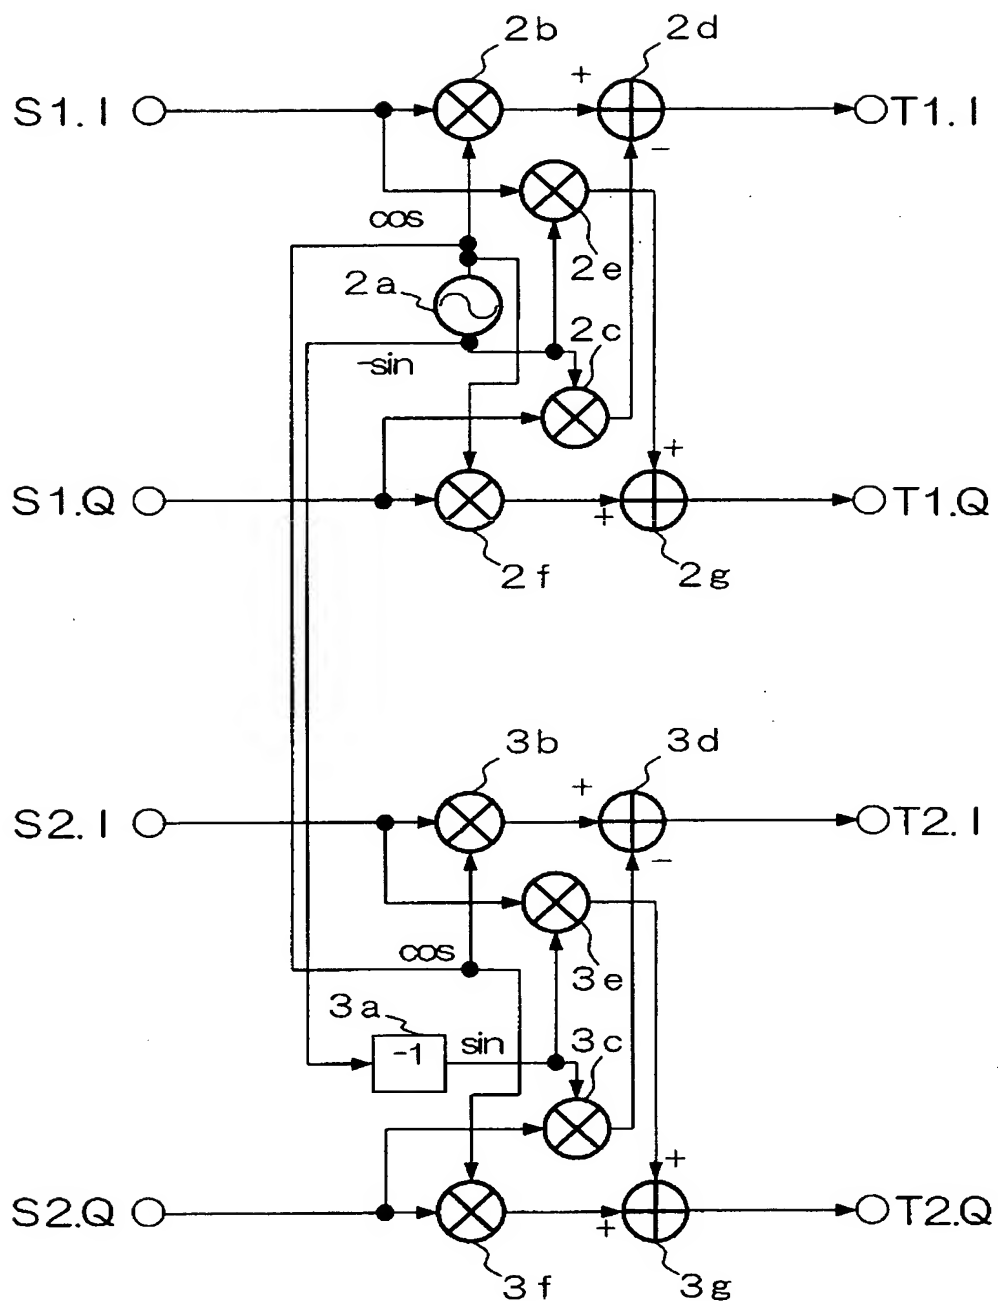 2b
2d
S1.I
+
T1.I
−
cos
2e
2a
2c
-sin
+
S1.Q
+
T1.Q
2f
2g
3b
3d
S2.I
+
T2.I
−
cos
3e
3a
-1
sin
3c
+
S2.Q
+
T2.Q
3f
3g